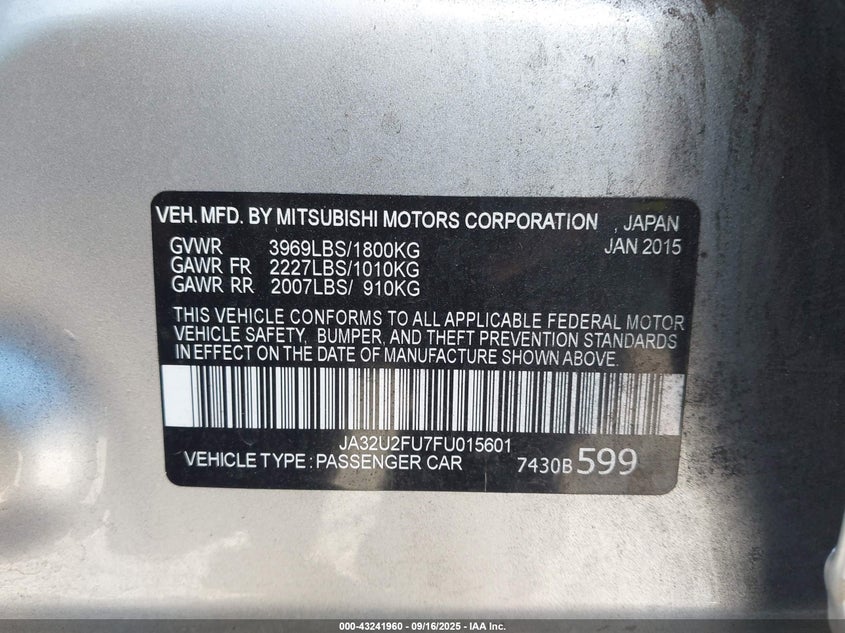 VEH. MFD. BY MITSUBISHI MOTORS CORPORATION , JAPAN
GVWR 3969LBS/1800KG JAN 2015
GAWR FR 2227LBS/1010KG
GAWR RR 2007LBS/ 910KG
THIS VEHICLE CONFORMS TO ALL APPLICABLE FEDERAL MOTOR
VEHICLE SAFETY, BUMPER, AND THEFT PREVENTION STANDARDS
IN EFFECT ON THE DATE OF MANUFACTURE SHOWN ABOVE.
JA32U2FU7FU015601
VEHICLE TYPE : PASSENGER CAR 7430B 599
000-43241960 - 09/16/2025 - IAA Inc.